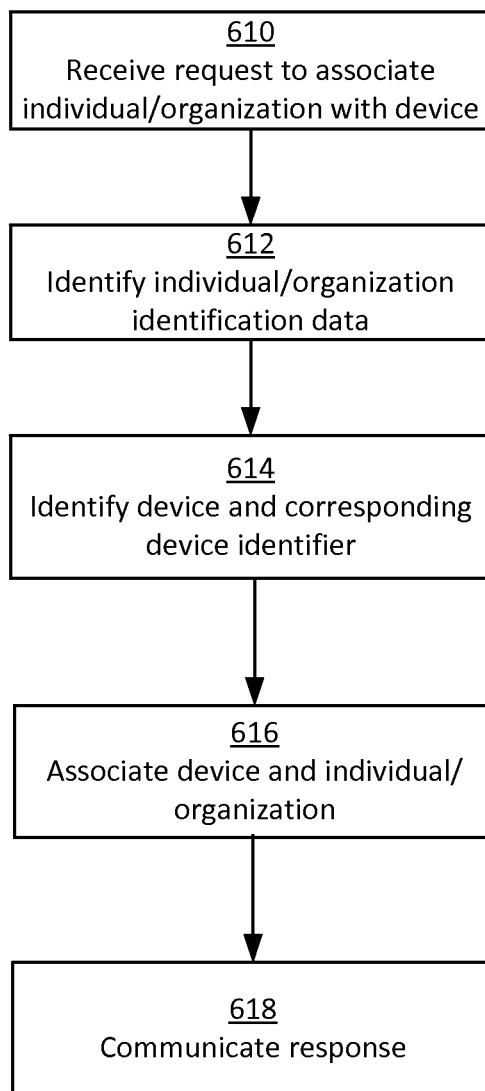 610
Receive request to associate
individual/organization with device
612
Identify individual/organization
identification data
614
Identify device and corresponding
device identifier
616
Associate device and individual/
organization
618
Communicate response